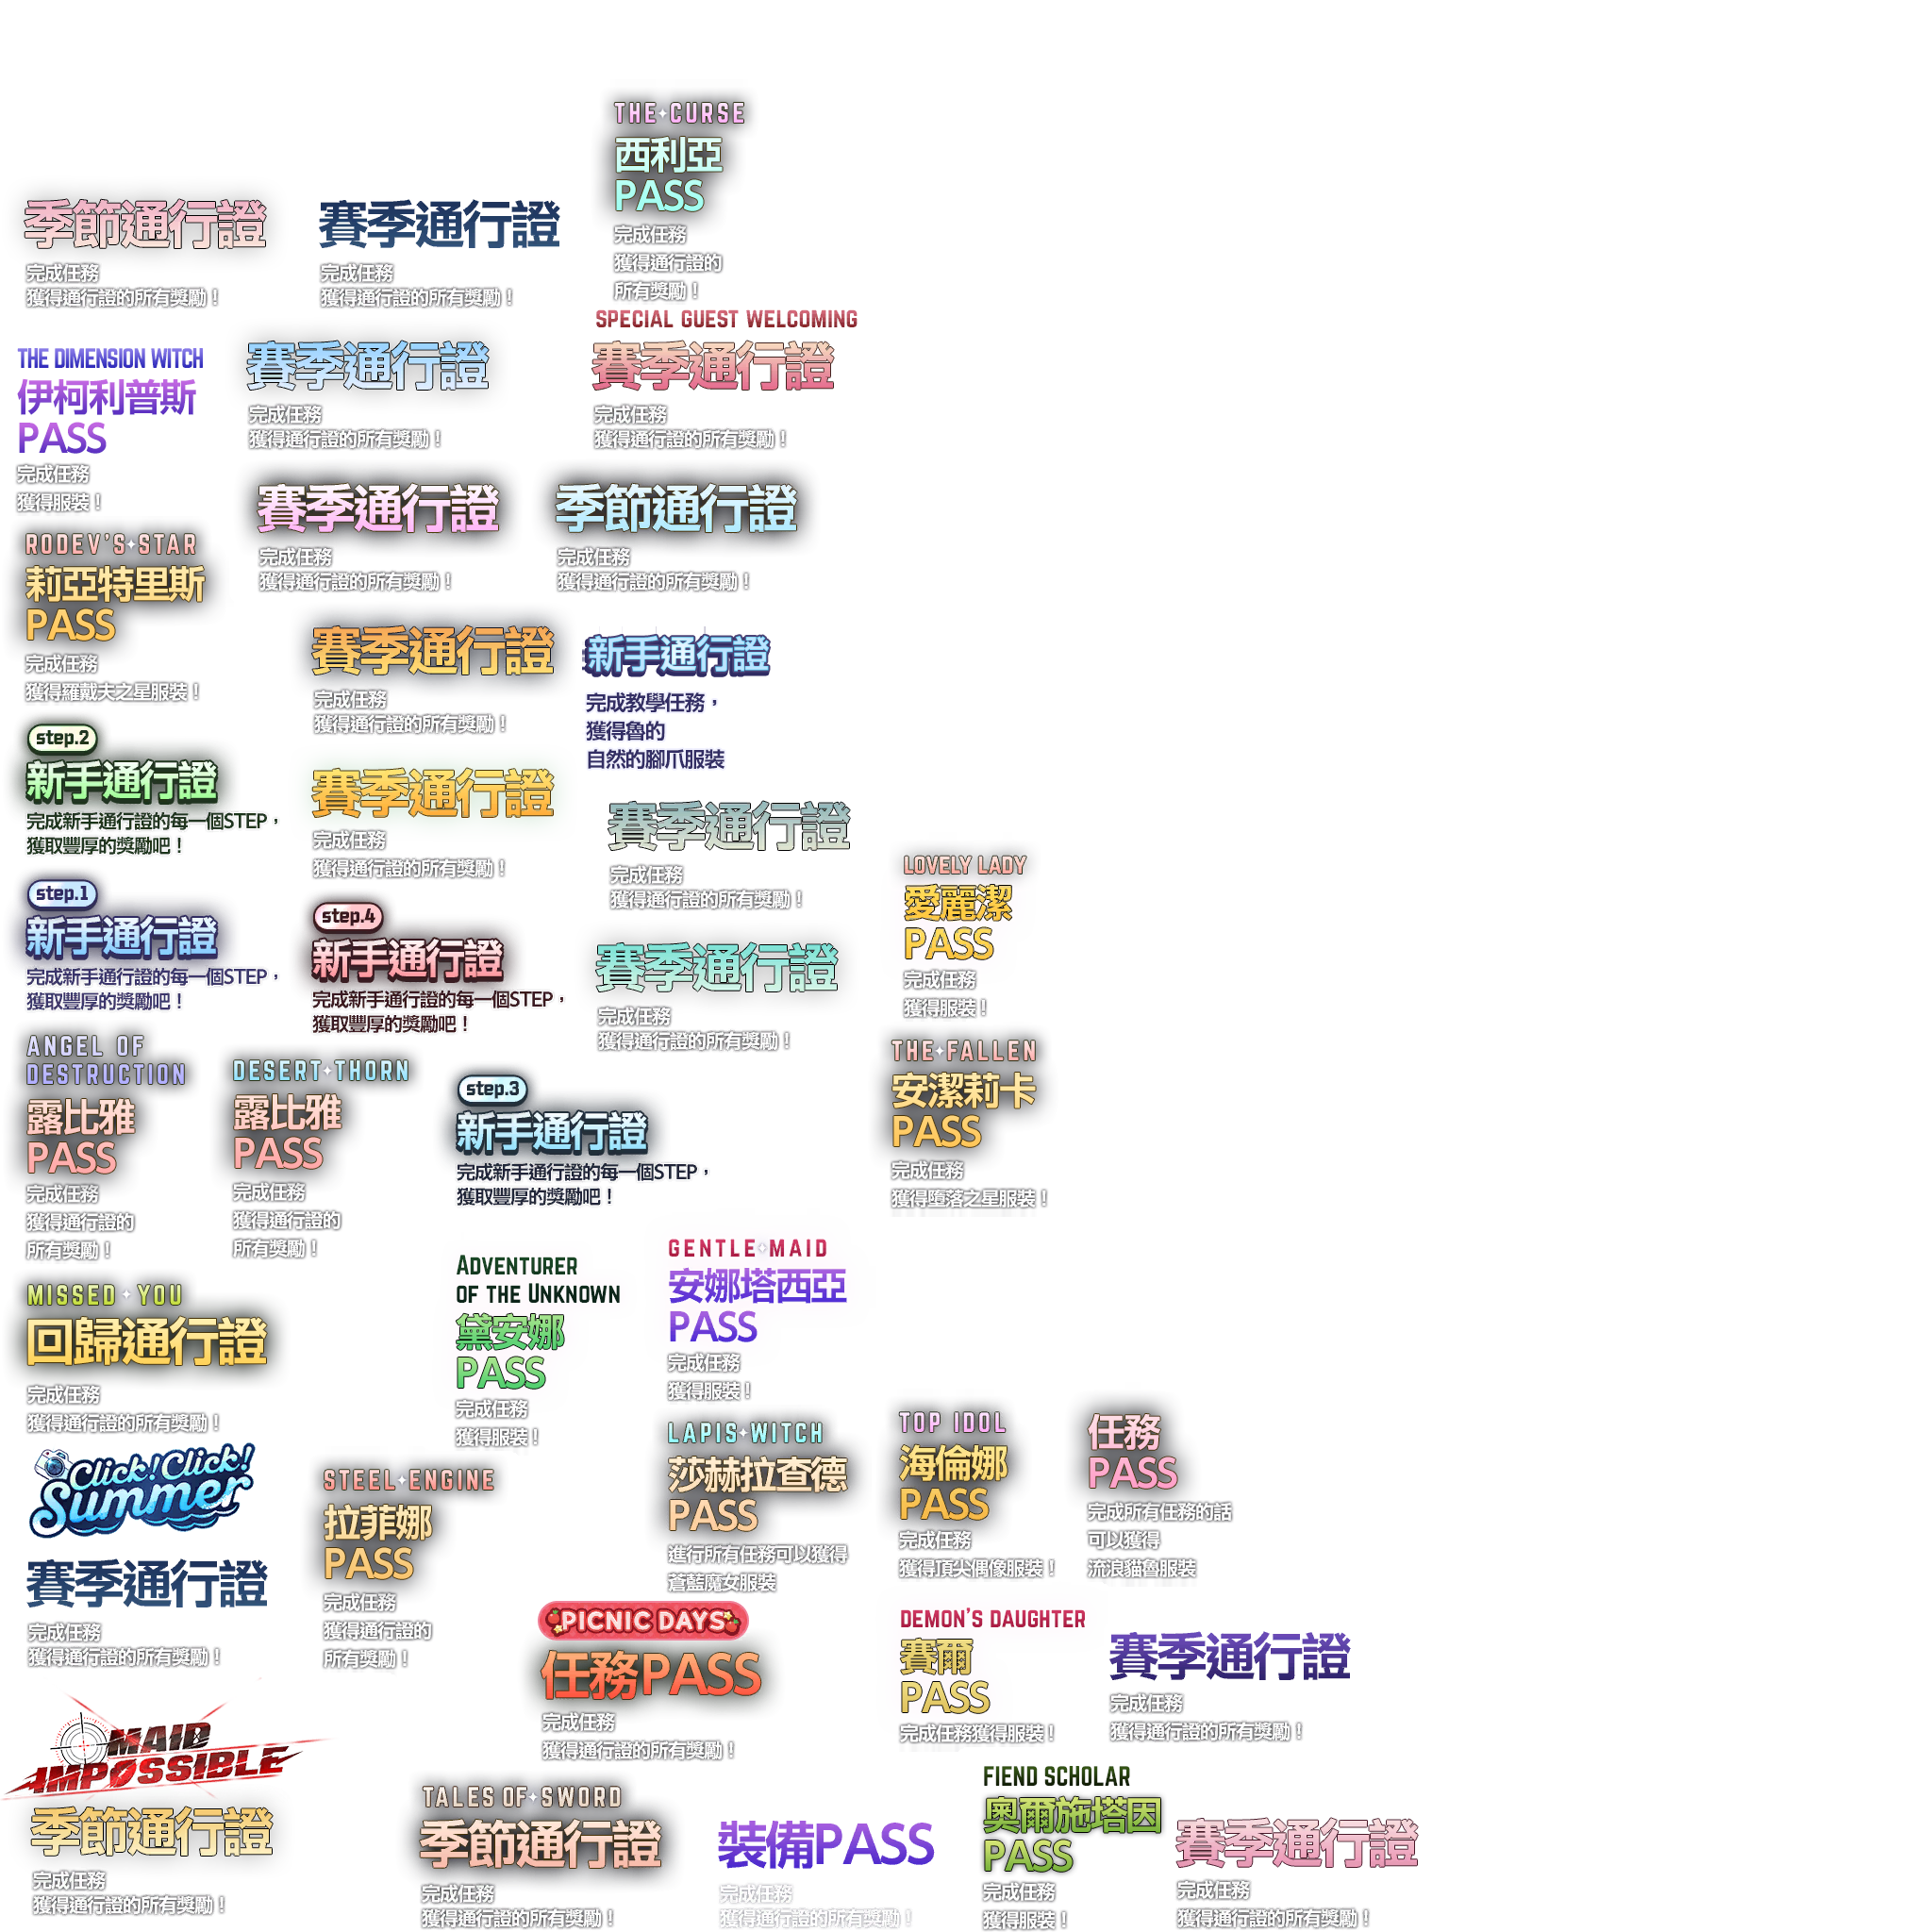 THE CURSE
西利亞
PASS
完成任務
獲得通行證的
所有獎勵！
季節通行證
完成任務
獲得通行證的所有獎勵！
賽季通行證
完成任務
獲得通行證的所有獎勵！
THE DIMENSION WITCH
伊柯利普斯
PASS
完成任務
獲得服裝！
賽季通行證
完成任務
獲得通行證的所有獎勵！
SPECIAL GUEST WELCOMING
賽季通行證
完成任務
獲得通行證的所有獎勵！
賽季通行證
完成任務
獲得通行證的所有獎勵！
季節通行證
完成任務
獲得通行證的所有獎勵！
RODEV'S STAR
莉亞特里斯
PASS
完成任務
獲得羅戴夫之星服裝！
賽季通行證
完成任務
獲得通行證的所有獎勵！
新手通行證
完成教學任務，
獲得魯的
自然的腳爪服裝
step.2
新手通行證
完成新手通行證的每一個STEP，
獲取豐厚的獎勵吧！
賽季通行證
完成任務
獲得通行證的所有獎勵！
賽季通行證
完成任務
獲得通行證的所有獎勵！
LOVELY LADY
愛麗潔
PASS
完成任務
獲得服裝！
step.1
新手通行證
完成新手通行證的每一個STEP，
獲取豐厚的獎勵吧！
step.4
新手通行證
完成新手通行證的每一個STEP，
獲取豐厚的獎勵吧！
賽季通行證
完成任務
獲得通行證的所有獎勵！
ANGEL OF
DESTRUCTION
露比雅
PASS
完成任務
獲得通行證的
所有獎勵！
DESERT THORN
露比雅
PASS
完成任務
獲得通行證的
所有獎勵！
step.3
新手通行證
完成新手通行證的每一個STEP，
獲取豐厚的獎勵吧！
THE FALLEN
安潔莉卡
PASS
完成任務
獲得墮落之星服裝！
MISSED YOU
回歸通行證
完成任務
獲得通行證的所有獎勵！
ADVENTURER
OF THE UNKNOWN
黛安娜
PASS
完成任務
獲得服裝！
GENTLE MAID
安娜塔西亞
PASS
完成任務
獲得服裝！
Click! Click!
Summer
賽季通行證
完成任務
獲得通行證的所有獎勵！
STEEL ENGINE
拉菲娜
PASS
完成任務
獲得通行證的
所有獎勵！
LAPIS WITCH
莎赫拉查德
PASS
進行所有任務可以獲得
蒼藍魔女服裝
TOP IDOL
海倫娜
PASS
完成任務
獲得頂尖偶像服裝！
任務
PASS
完成所有任務的話
可以獲得
流浪貓魯服裝
PICNIC DAYS
任務PASS
完成任務
獲得通行證的所有獎勵！
DEMON'S DAUGHTER
賽爾
PASS
完成任務獲得服裝！
賽季通行證
完成任務
獲得通行證的所有獎勵！
MAID
IMPOSSIBLE
季節通行證
完成任務
獲得通行證的所有獎勵！
TALES OF SWORD
季節通行證
完成任務
獲得通行證的所有獎勵！
裝備PASS
完成任務
獲得通行證的所有獎勵！
FIEND SCHOLAR
奧爾施塔因
PASS
完成任務
獲得服裝！
賽季通行證
完成任務
獲得通行證的所有獎勵！